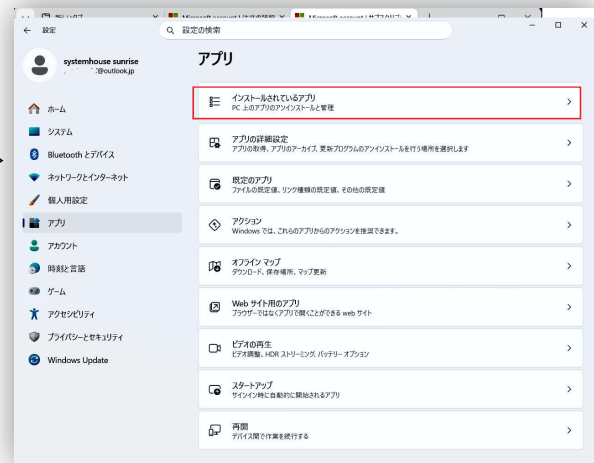 新しいタブ
Microsoft account | 注文の履歴
Microsoft account | サブスクリプ
設定
設定の検索
systemhouse sunrise
@outlook.jp
アプリ
ホーム
システム
Bluetooth とデバイス
ネットワークとインターネット
個人用設定
アプリ
アカウント
時刻と言語
ゲーム
アクセシビリティ
プライバシーとセキュリティ
Windows Update
インストールされているアプリ
PC 上のアプリのアンインストールと管理
アプリの詳細設定
アプリの取得、アプリのアーカイブ、更新プログラムのアンインストールを行う場所を選択します
既定のアプリ
ファイルの既定値、リンク種類の既定値、その他の既定値
アクション
Windows では、これらのアプリからのアクションを推奨できます。
オフライン マップ
ダウンロード、保存場所、マップ更新
Web サイト用のアプリ
ブラウザーではなくアプリで開くことができる web サイト
ビデオの再生
ビデオ調整、HDR ストリーミング、バッテリー オプション
スタートアップ
サインイン時に自動的に開始されるアプリ
再開
デバイス間で作業を続行する